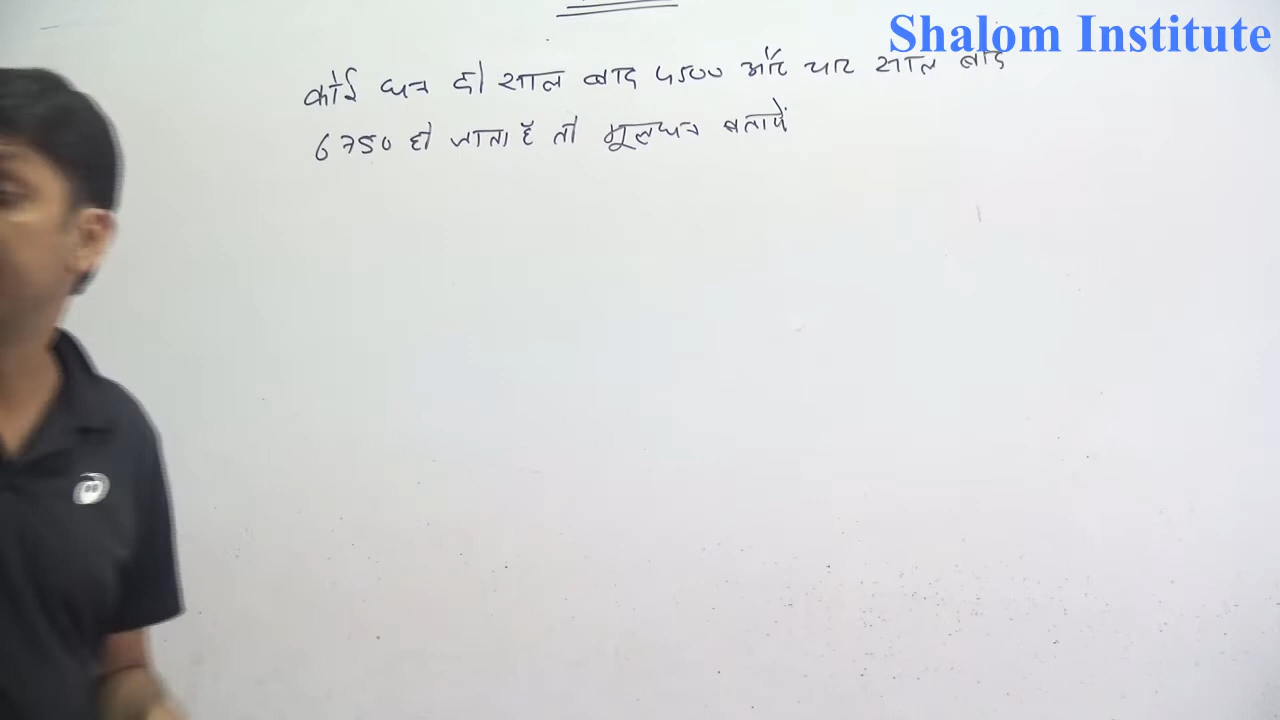 Shalom Institute
कोई धन दो साल बाद 4500 और चार साल बाद
6750 हो जाता है तो मूलधन बतायें